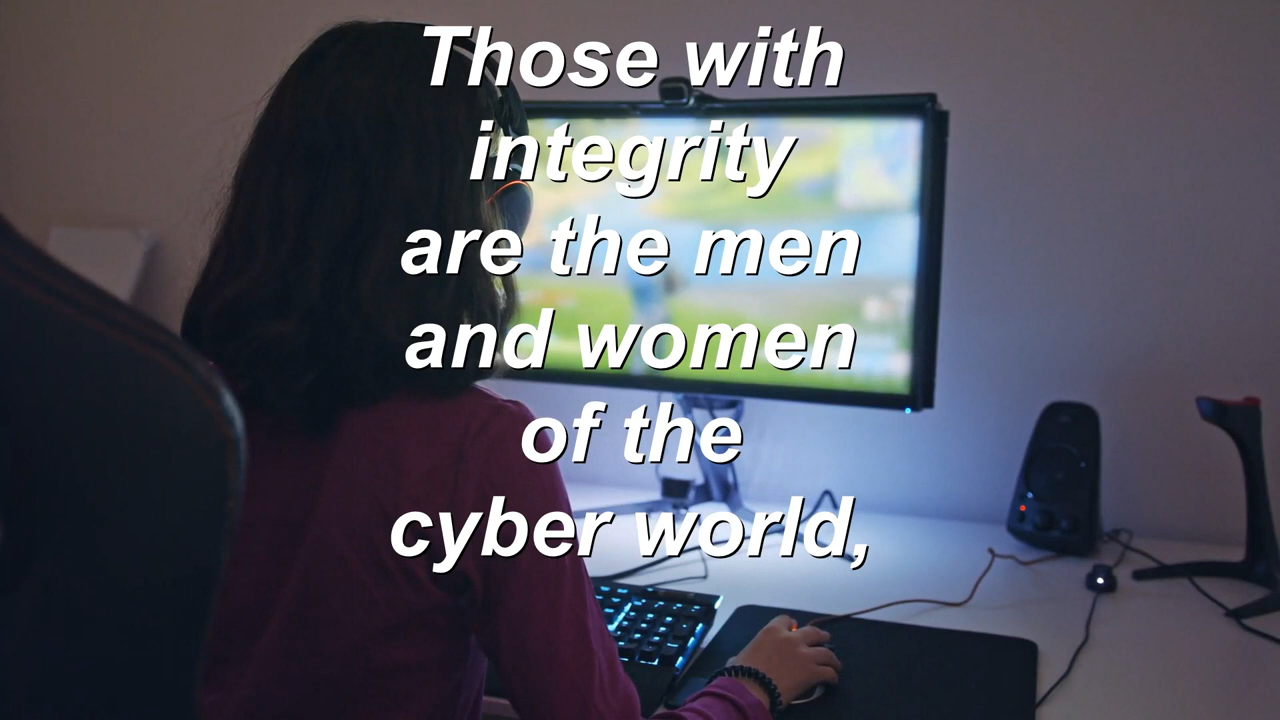 Those with
integrity
are the men
and women
of the
cyber world,